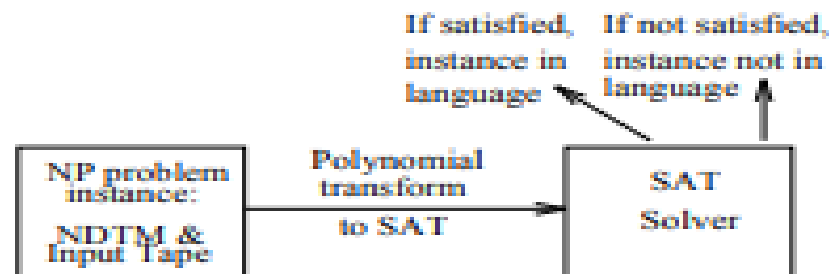 If satisfied,
instance in
language
If not satisfied,
instance not in
language
NP problem
instance:
NDTM &
Input Tape
Polynomial
transform
to SAT
SAT
Solver